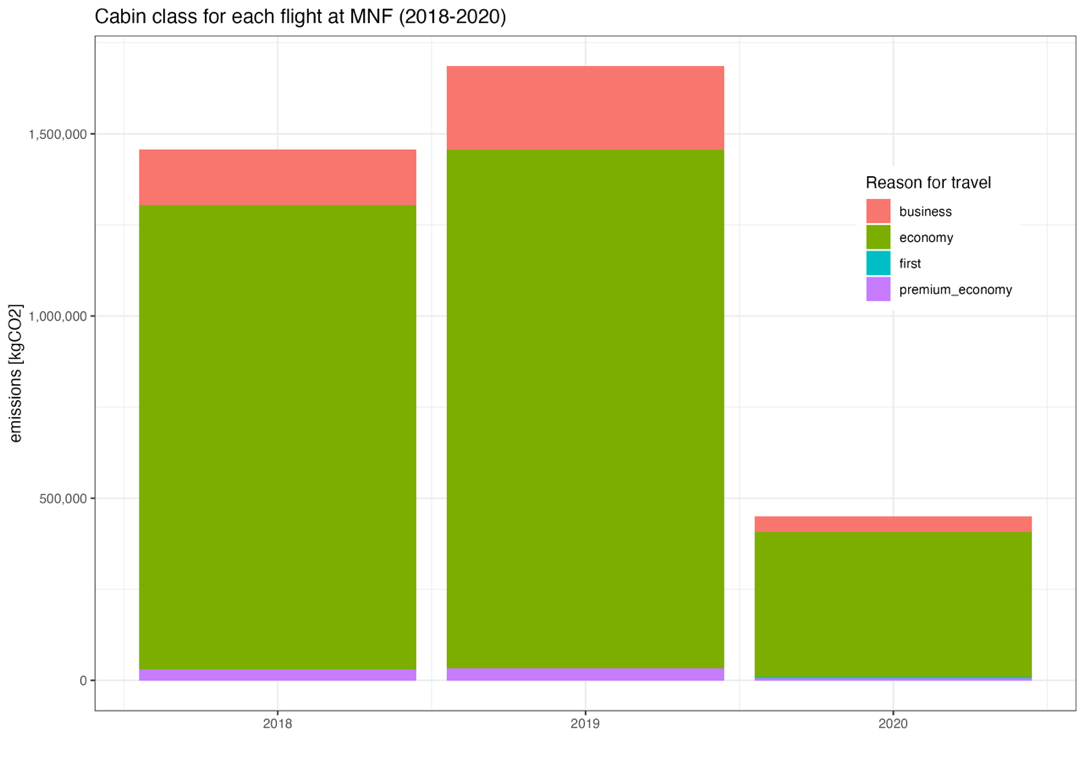 Cabin class for each flight at MNF (2018-2020)
emissions [kgCO2]
1,500,000
1,000,000
500,000
0
2018
2019
2020
Reason for travel
business
economy
first
premium_economy